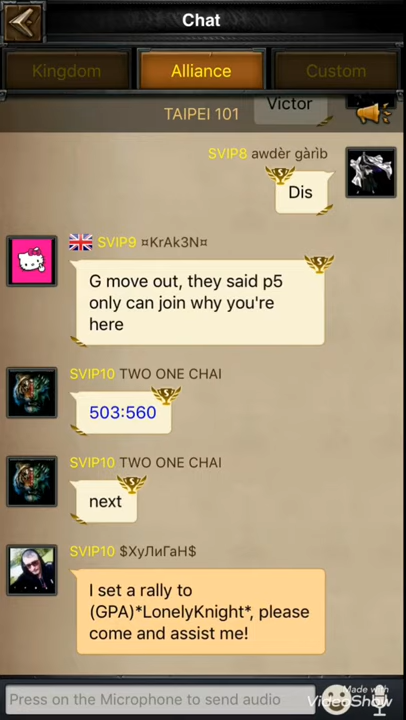 Chat
Kingdom
Alliance
Custom
Victor
TAIPEI 101
SVIP8 awdèr gàrìb
Dis
SVIP9 ¤KrAk3N¤
G move out, they said p5
only can join why you're
here
SVIP10 TWO ONE CHAI
503:560
SVIP10 TWO ONE CHAI
next
SVIP10 $ХуЛиГаН$
I set a rally to
(GPA)*LonelyKnight*, please
come and assist me!
Press on the Microphone to send audio
Made with
VideoShow